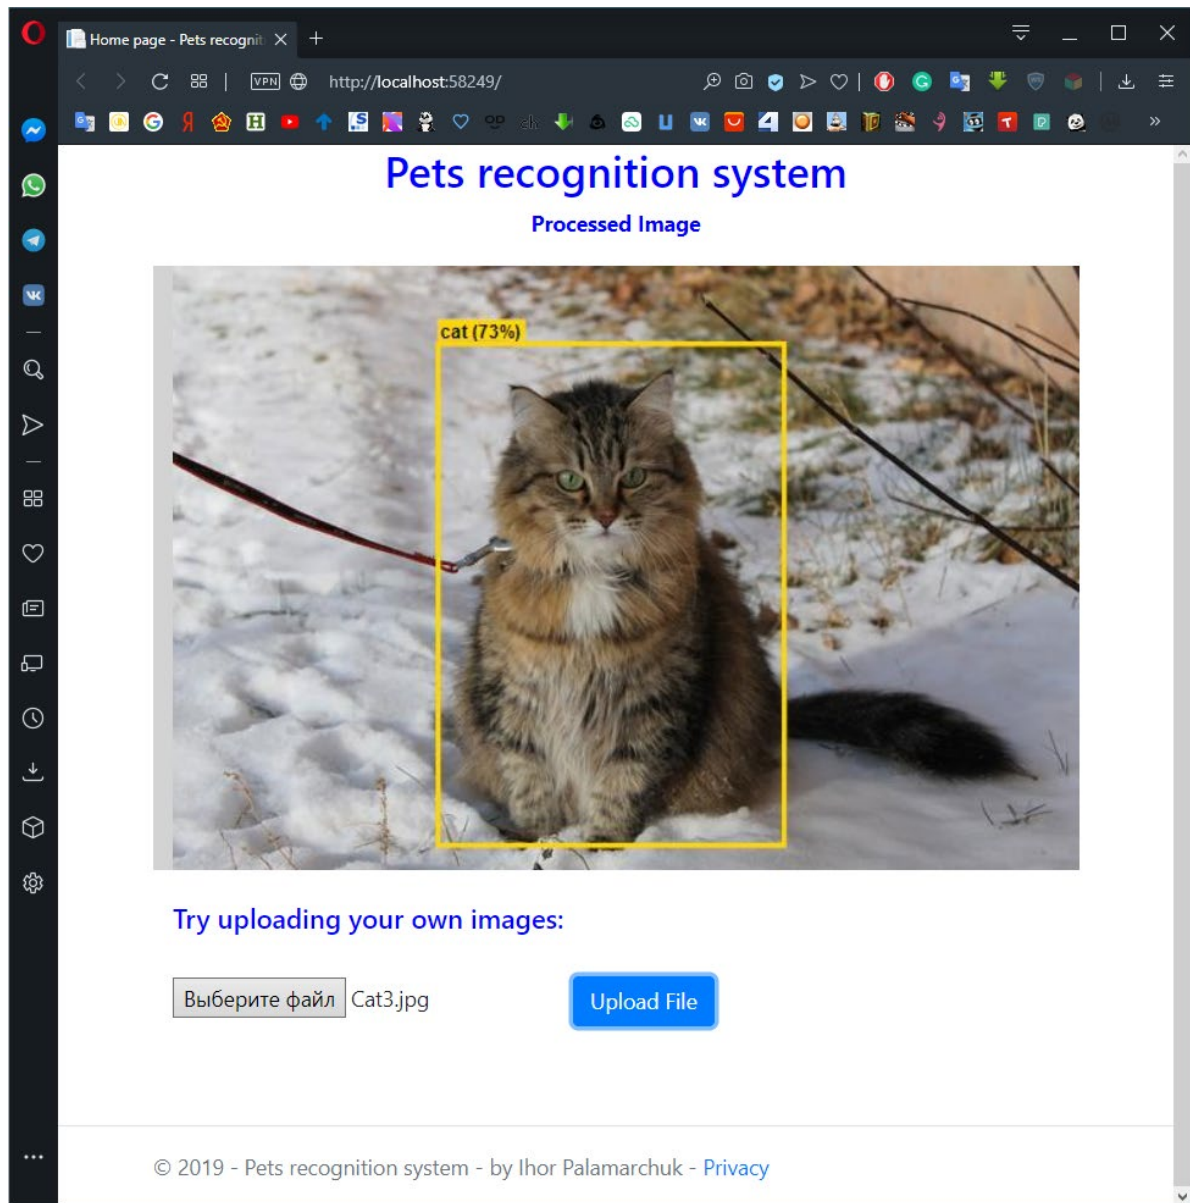 Home page - Pets recognit
VPN http://localhost:58249/
Pets recognition system
Processed Image
cat (73%)
Try uploading your own images:
Выберите файл Cat3.jpg Upload File
© 2019 - Pets recognition system - by Ihor Palamarchuk - Privacy